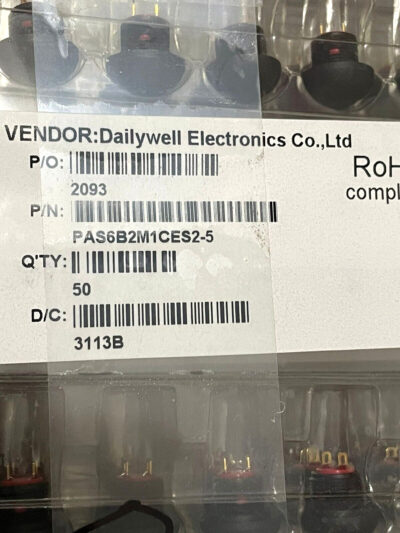 VENDOR:Dailywell Electronics Co.,Ltd
P/O:
2093
RoH
compl
P/N:
PAS6B2M1CES2-5
Q'TY:
50
D/C:
3113B